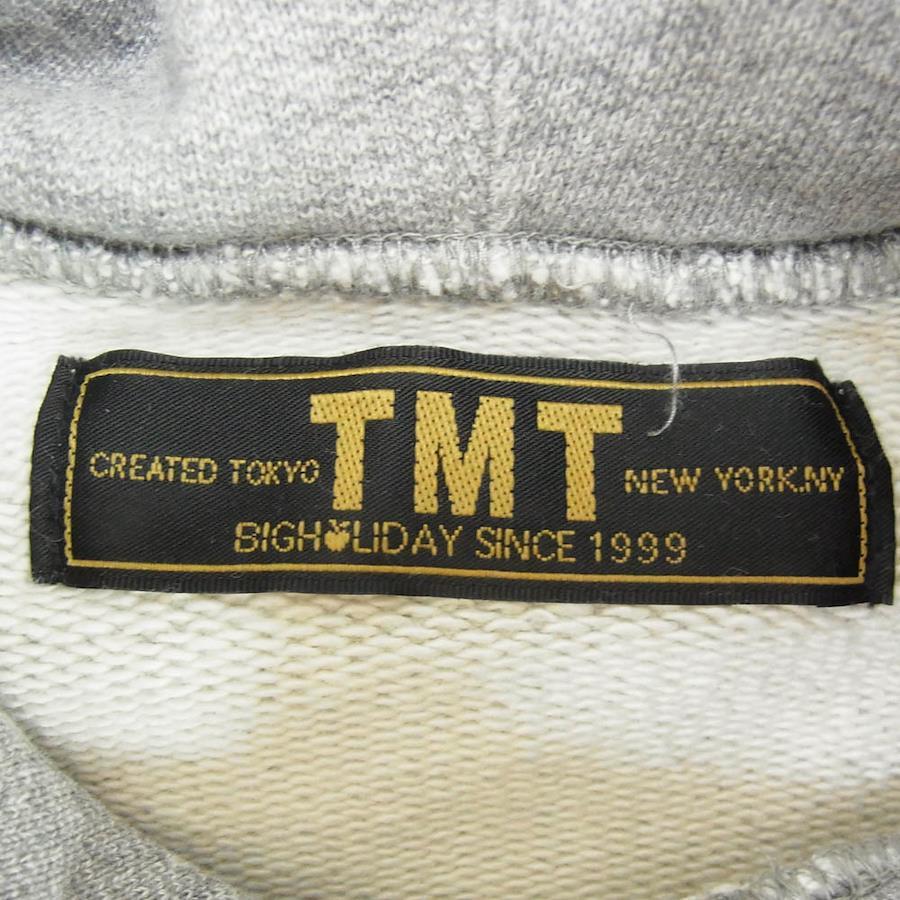 TMT
CREATED TOKYO NEW YORK.NY
BIGHOLIDAY SINCE 1999